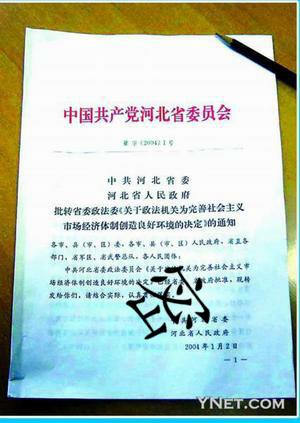 中国共产党河北省委员会
冀字〔2004〕1号
中共河北省委
河北省人民政府
批转省委政法委《关于政法机关为完善社会主义
市场经济体制创造良好环境的决定》的通知
各市、县(市、区)委,各市、县(市、区)人民政府,省直各
部门,省军区、省武警总队,各人民团体:
中共河北省委政法委员会《关于政法机关为完善社会主义市
场经济体制创造良好环境的决定》
批准,现转
发给你们,请结合实际,认真
密
河北省委
河北省人民政府
2004年1月2日
—1—
YNET.com